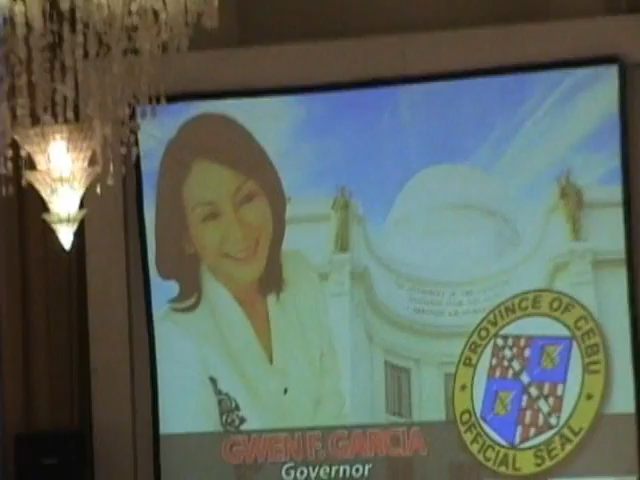 GWEN F. GARCIA
Governor
PROVINCE OF CEBU
OFFICIAL SEAL